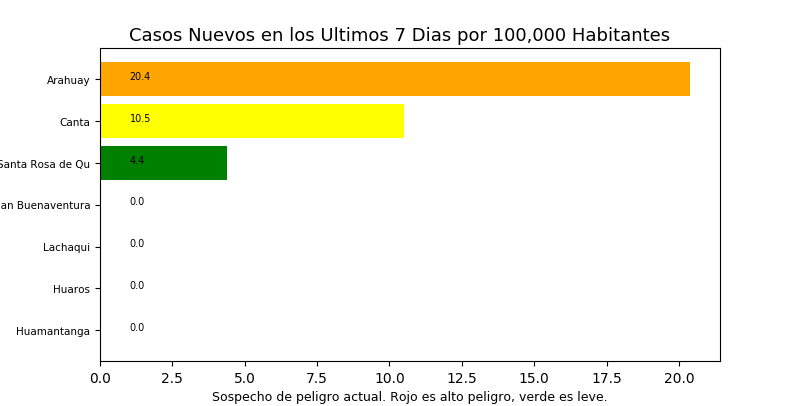 Casos Nuevos en los Ultimos 7 Dias por 100,000 Habitantes
Arahuay 20.4
Canta 10.5
Santa Rosa de Qu 4.4
an Buenaventura 0.0
Lachaqui 0.0
Huaros 0.0
Huamantanga 0.0
0.0 2.5 5.0 7.5 10.0 12.5 15.0 17.5 20.0
Sospecho de peligro actual. Rojo es alto peligro, verde es leve.